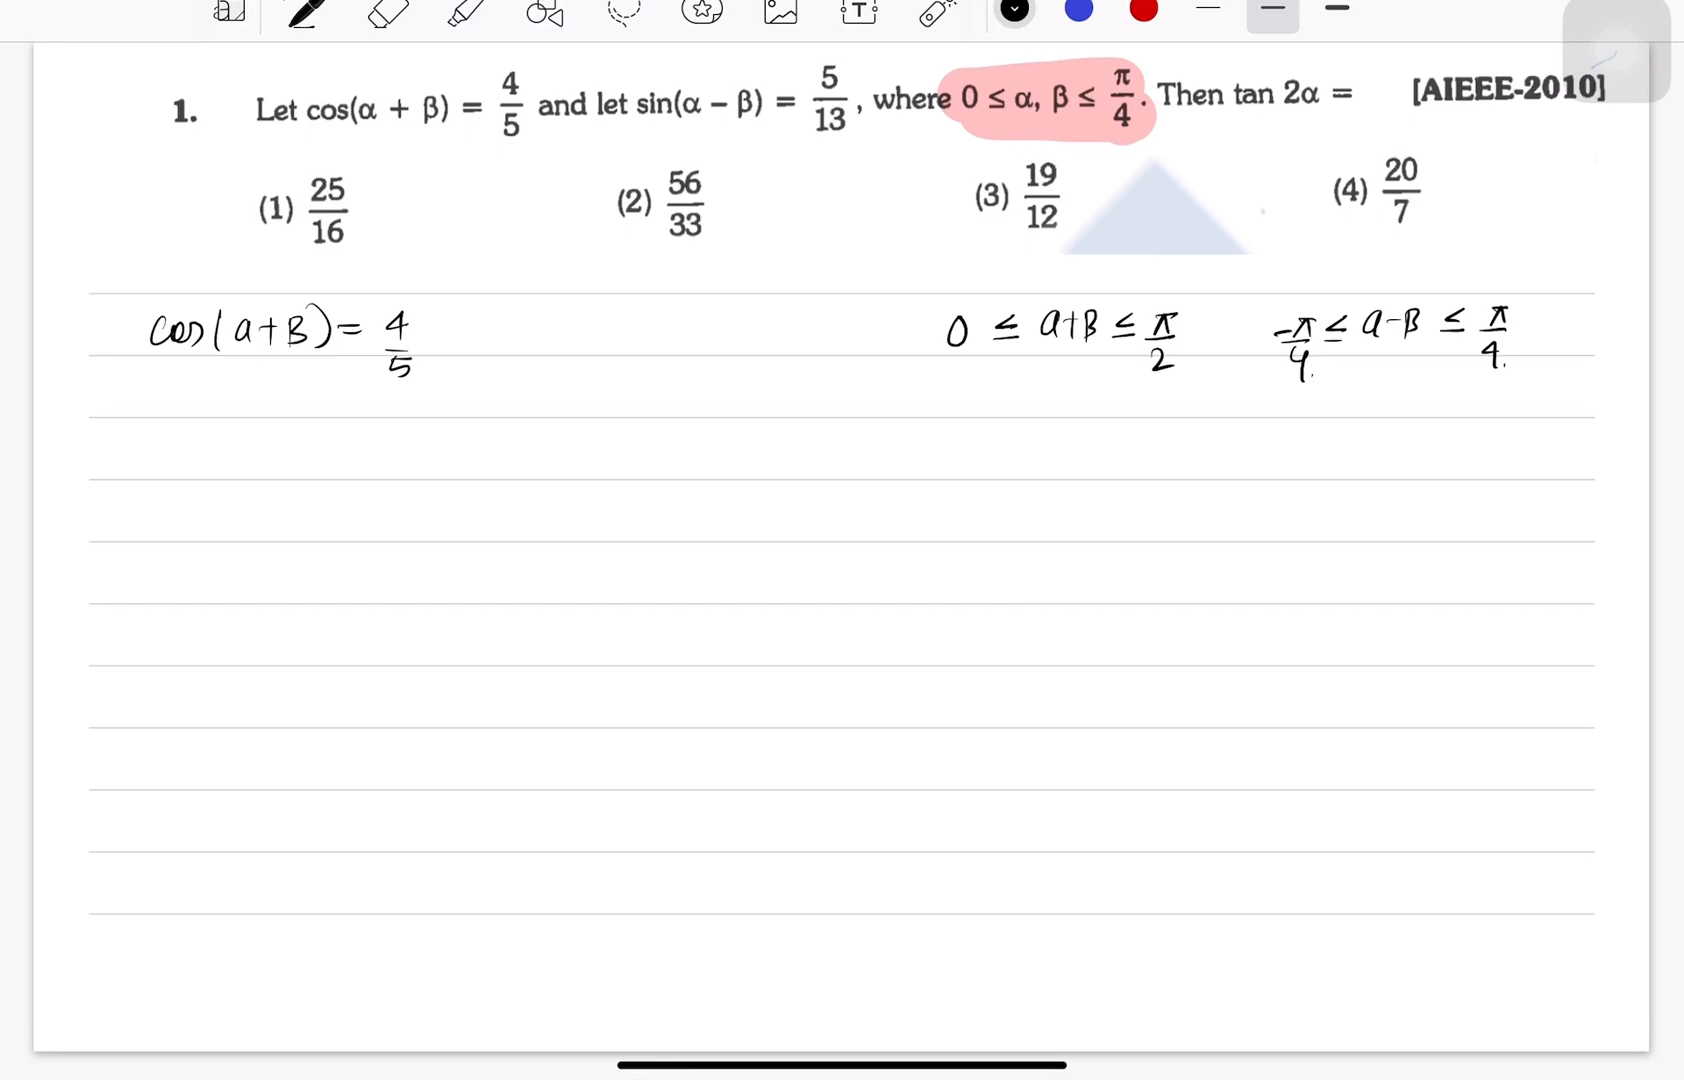 1. Let cos(α + β) = 4/5 and let sin(α – β) = 5/13, where 0 ≤ α, β ≤ π/4. Then tan 2α = [AIEEE-2010]
(1) 25/16 (2) 56/33 (3) 19/12 (4) 20/7
cos(α+β)= 4/5 0 ≤ α+β ≤ π/2 -π/4 ≤ α-β ≤ π/4.